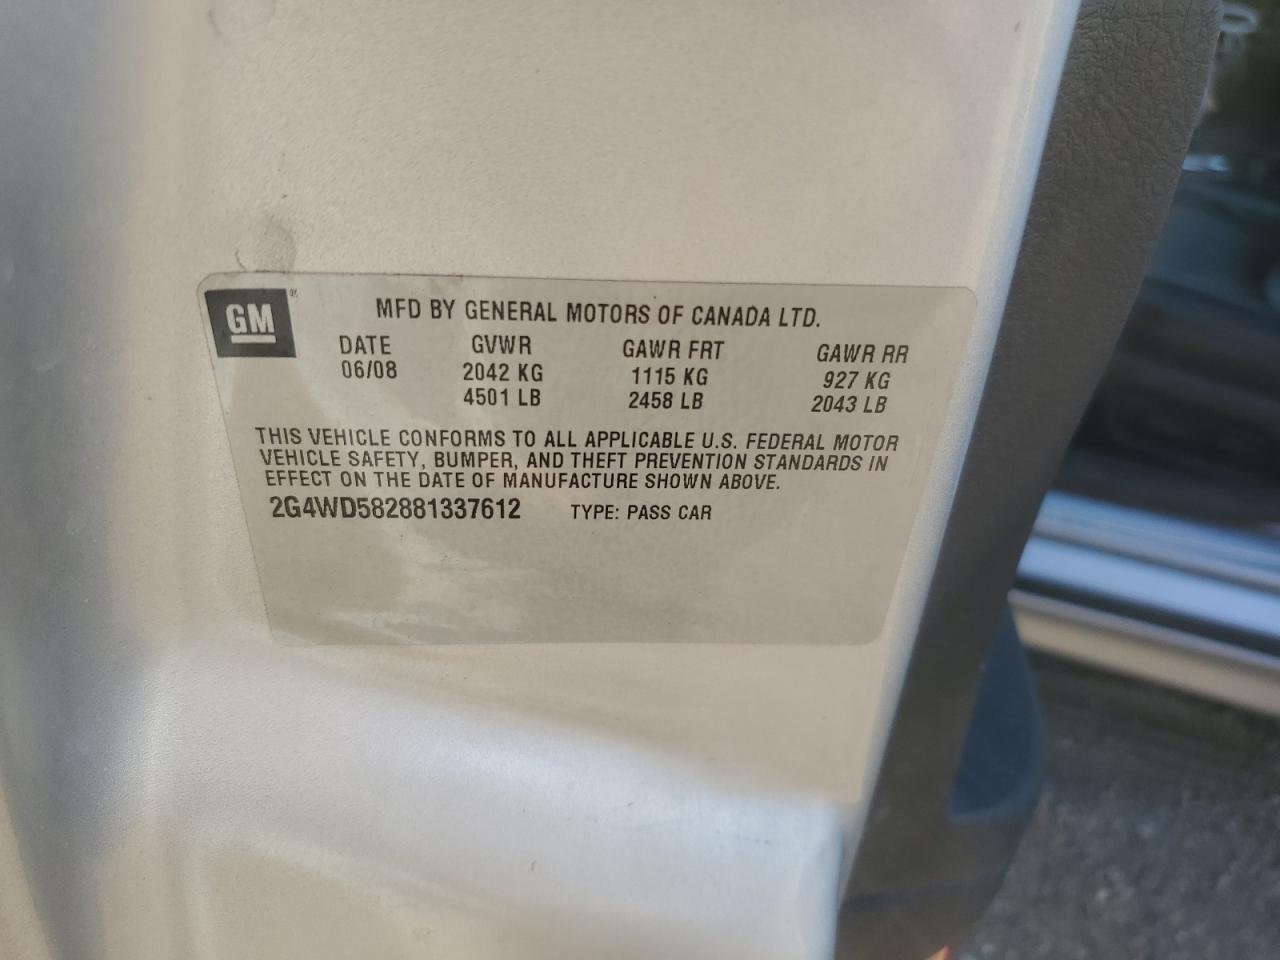 GM
MFD BY GENERAL MOTORS OF CANADA LTD.
DATE GVWR GAWR FRT GAWR RR
06/08 2042 KG 1115 KG 927 KG
4501 LB 2458 LB 2043 LB
THIS VEHICLE CONFORMS TO ALL APPLICABLE U.S. FEDERAL MOTOR
VEHICLE SAFETY, BUMPER, AND THEFT PREVENTION STANDARDS IN
EFFECT ON THE DATE OF MANUFACTURE SHOWN ABOVE.
2G4WD582881337612 TYPE: PASS CAR